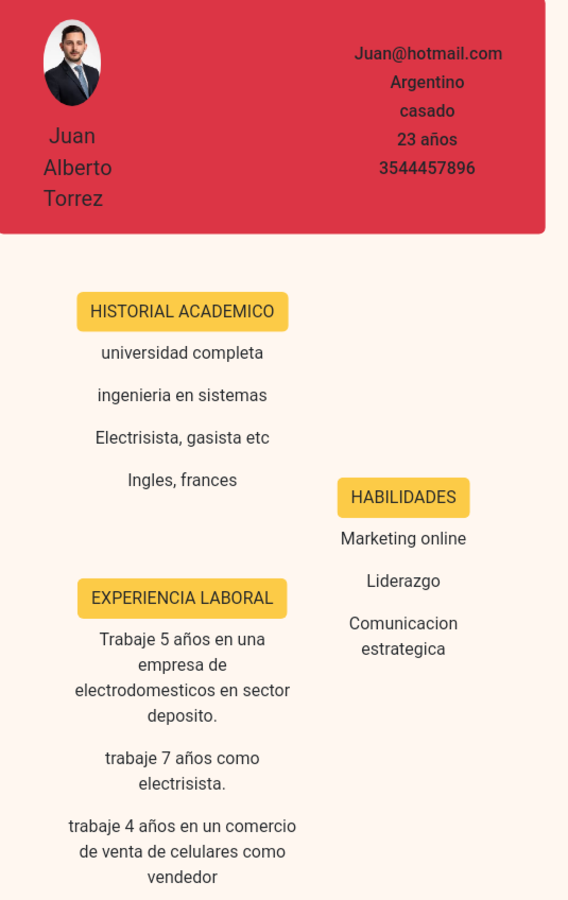 Juan
Alberto
Torrez
Juan@hotmail.com
Argentino
casado
23 años
3544457896
HISTORIAL ACADEMICO
universidad completa
ingenieria en sistemas
Electrisista, gasista etc
Ingles, frances
HABILIDADES
Marketing online
Liderazgo
Comunicacion
estrategica
EXPERIENCIA LABORAL
Trabaje 5 años en una
empresa de
electrodomesticos en sector
deposito.
trabaje 7 años como
electrisista.
trabaje 4 años en un comercio
de venta de celulares como
vendedor